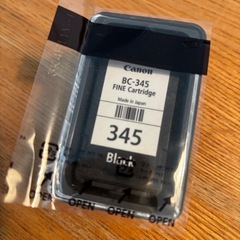 Canon
BC-345
FINE Cartridge
Made in Japan
345
Black
OPEN
OPEN
OPEN